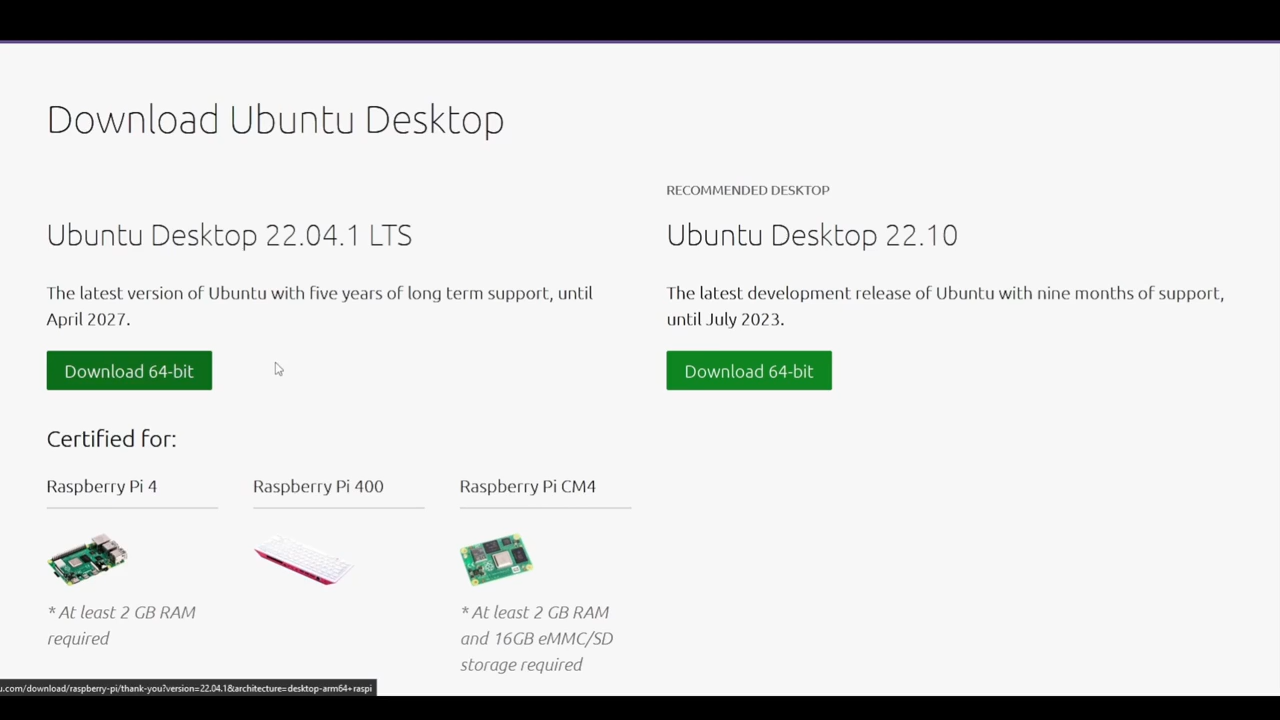 Download Ubuntu Desktop
Ubuntu Desktop 22.04.1 LTS
The latest version of Ubuntu with five years of long term support, until
April 2027.
Download 64-bit
RECOMMENDED DESKTOP
Ubuntu Desktop 22.10
The latest development release of Ubuntu with nine months of support,
until July 2023.
Download 64-bit
Certified for:
Raspberry Pi 4
* At least 2 GB RAM
required
Raspberry Pi 400
Raspberry Pi CM4
* At least 2 GB RAM
and 16GB eMMC/SD
storage required
u.com/download/raspberry-pi/thank-you?version=22.04.1&architecture=desktop-arm64+raspi